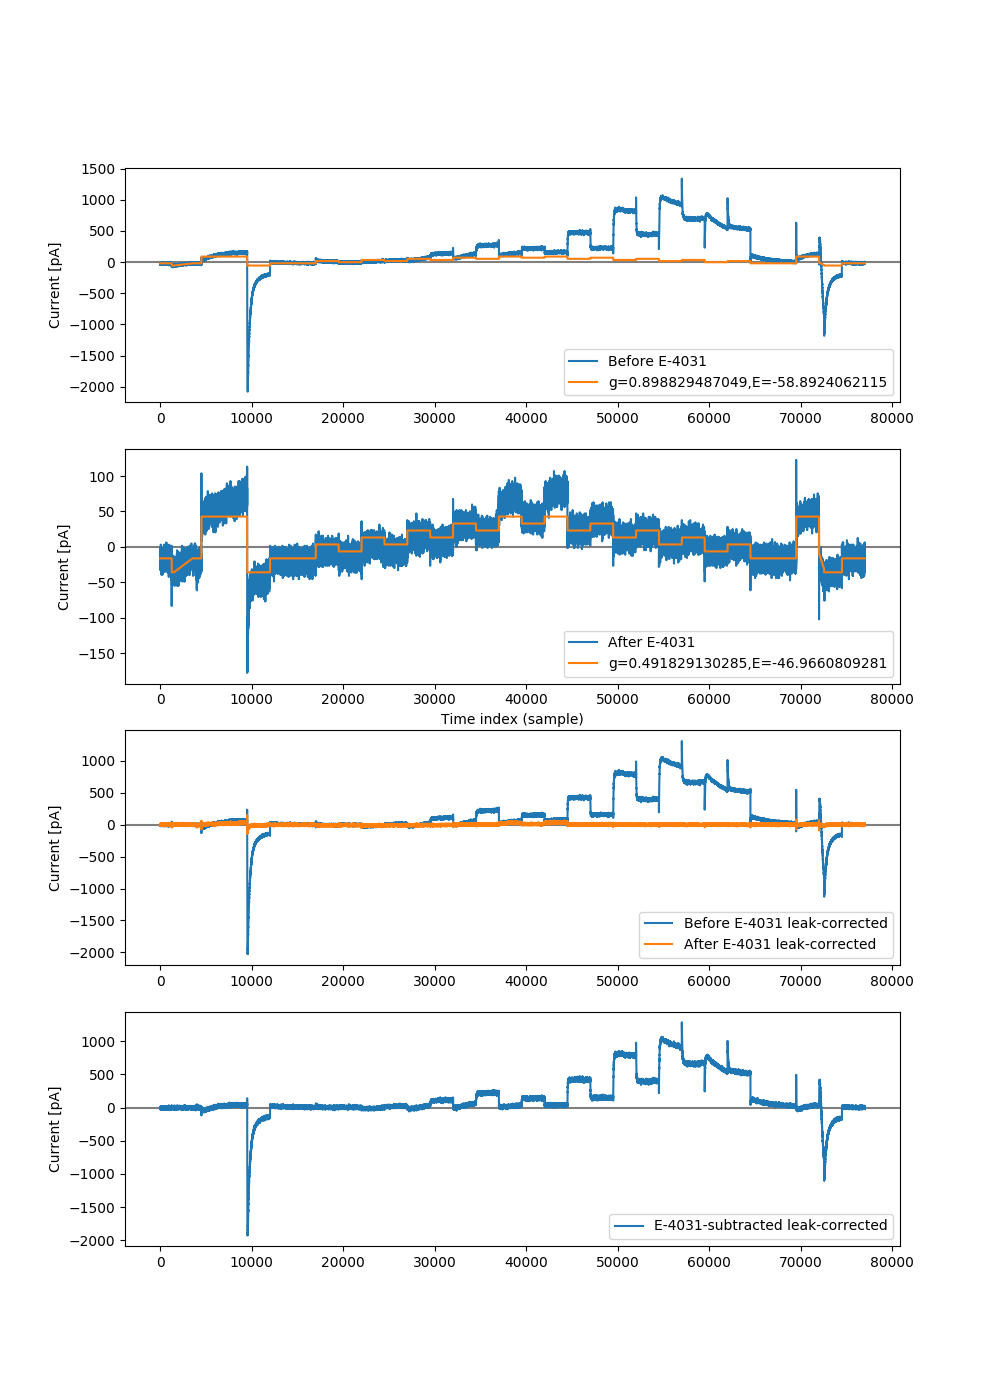 1500
1000
500
0
−500
−1000
−1500
−2000
Current [pA]
Before E-4031
g=0.898829487049,E=-58.8924062115
0 10000 20000 30000 40000 50000 60000 70000 80000
100
50
0
−50
−100
−150
Current [pA]
After E-4031
g=0.491829130285,E=-46.9660809281
0 10000 20000 30000 40000 50000 60000 70000 80000
Time index (sample)
1000
500
0
−500
−1000
−1500
−2000
Current [pA]
Before E-4031 leak-corrected
After E-4031 leak-corrected
0 10000 20000 30000 40000 50000 60000 70000 80000
1000
500
0
−500
−1000
−1500
−2000
Current [pA]
E-4031-subtracted leak-corrected
0 10000 20000 30000 40000 50000 60000 70000 80000